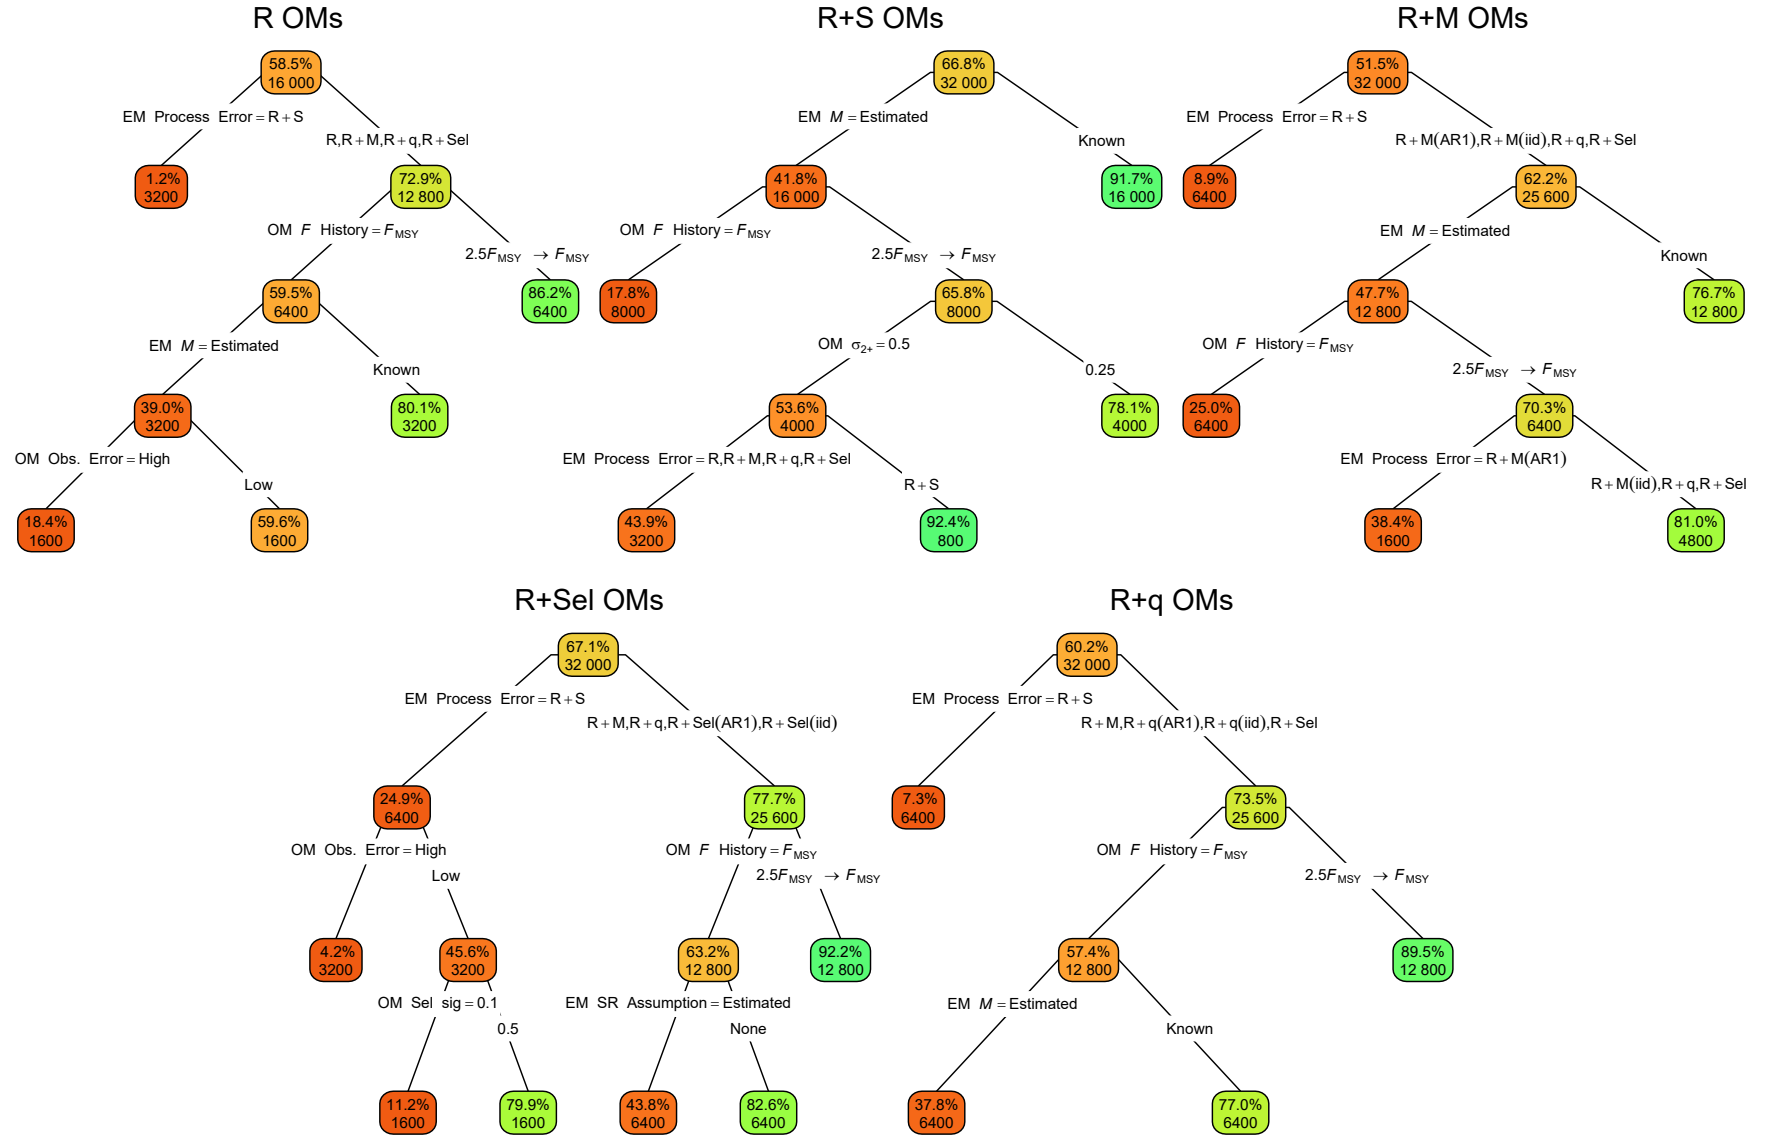 R OMs
R+S OMs
R+M OMs
58.5%
16 000
EM Process Error = R + S
R,R + M,R + q,R + Sel
1.2%
3200
72.9%
12 800
OM F History = FMSY
2.5FMSY → FMSY
59.5%
6400
86.2%
6400
EM M = Estimated
Known
39.0%
3200
80.1%
3200
OM Obs. Error = High
Low
18.4%
1600
59.6%
1600
66.8%
32 000
EM M = Estimated
Known
41.8%
16 000
91.7%
16 000
OM F History = FMSY
2.5FMSY → FMSY
17.8%
8000
65.8%
8000
OM σ2+ = 0.5
0.25
53.6%
4000
78.1%
4000
EM Process Error = R,R + M,R + q,R + Sel
R + S
43.9%
3200
92.4%
800
51.5%
32 000
EM Process Error = R + S
R + M(AR1),R + M(iid),R + q,R + Sel
8.9%
6400
62.2%
25 600
EM M = Estimated
Known
47.7%
12 800
76.7%
12 800
OM F History = FMSY
2.5FMSY → FMSY
25.0%
6400
70.3%
6400
EM Process Error = R + M(AR1)
R + M(iid),R + q,R + Sel
38.4%
1600
81.0%
4800
R+Sel OMs
R+q OMs
67.1%
32 000
EM Process Error = R + S
R + M,R + q,R + Sel(AR1),R + Sel(iid)
24.9%
6400
77.7%
25 600
OM Obs. Error = High
Low
OM F History = FMSY
2.5FMSY → FMSY
4.2%
3200
45.6%
3200
63.2%
12 800
92.2%
12 800
OM Sel sig = 0.1
0.5
EM SR Assumption = Estimated
None
11.2%
1600
79.9%
1600
43.8%
6400
82.6%
6400
60.2%
32 000
EM Process Error = R + S
R + M,R + q(AR1),R + q(iid),R + Sel
7.3%
6400
73.5%
25 600
OM F History = FMSY
2.5FMSY → FMSY
57.4%
12 800
89.5%
12 800
EM M = Estimated
Known
37.8%
6400
77.0%
6400